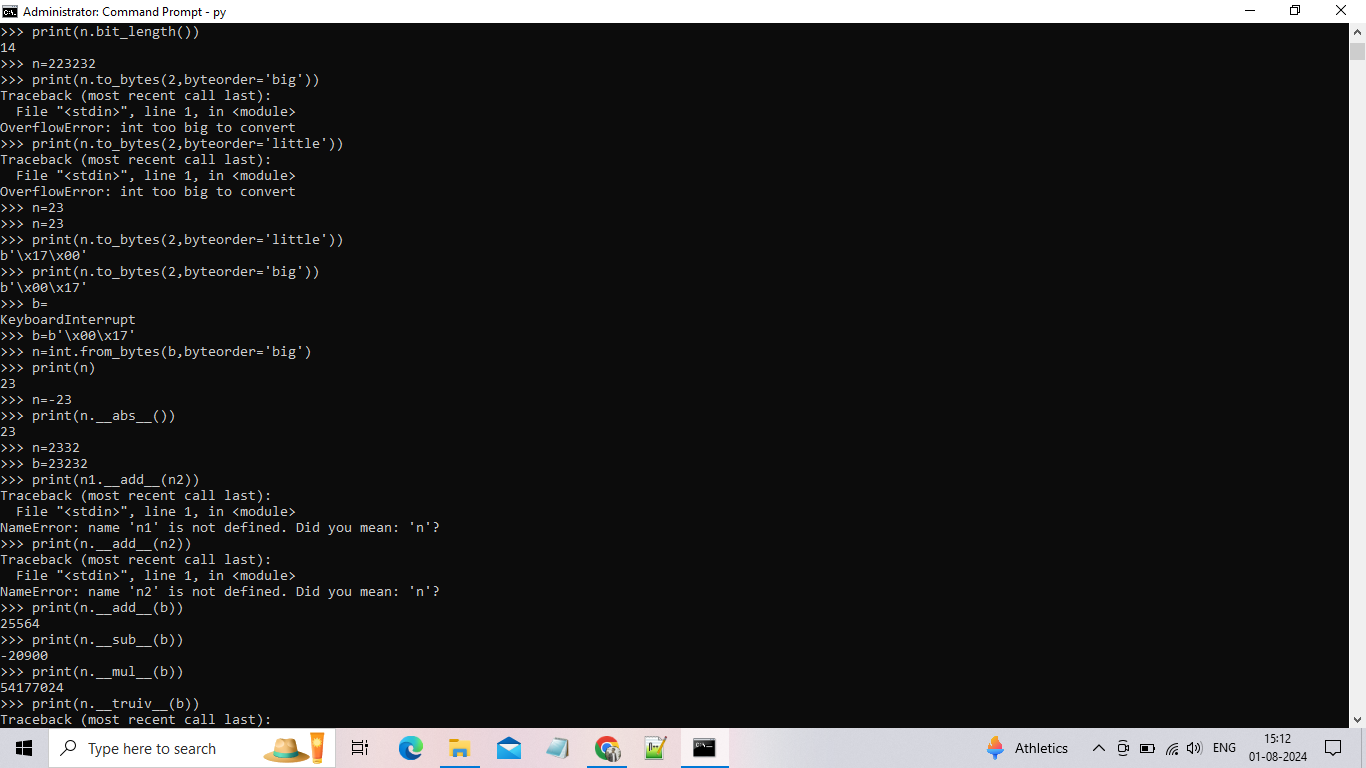 Administrator: Command Prompt - py
>>> print(n.bit_length())
14
>>> n=223232
>>> print(n.to_bytes(2,byteorder='big'))
Traceback (most recent call last):
  File "<stdin>", line 1, in <module>
OverflowError: int too big to convert
>>> print(n.to_bytes(2,byteorder='little'))
Traceback (most recent call last):
  File "<stdin>", line 1, in <module>
OverflowError: int too big to convert
>>> n=23
>>> n=23
>>> print(n.to_bytes(2,byteorder='little'))
b'\x17\x00'
>>> print(n.to_bytes(2,byteorder='big'))
b'\x00\x17'
>>> b=
KeyboardInterrupt
>>> b=b'\x00\x17'
>>> n=int.from_bytes(b,byteorder='big')
>>> print(n)
23
>>> n=-23
>>> print(n.__abs__())
23
>>> n=2332
>>> b=23232
>>> print(n1.__add__(n2))
Traceback (most recent call last):
  File "<stdin>", line 1, in <module>
NameError: name 'n1' is not defined. Did you mean: 'n'?
>>> print(n.__add__(n2))
Traceback (most recent call last):
  File "<stdin>", line 1, in <module>
NameError: name 'n2' is not defined. Did you mean: 'n'?
>>> print(n.__add__(b))
25564
>>> print(n.__sub__(b))
-20900
>>> print(n.__mul__(b))
54177024
>>> print(n.__truiv__(b))
Traceback (most recent call last):
Type here to search
Athletics
ENG
15:12
01-08-2024